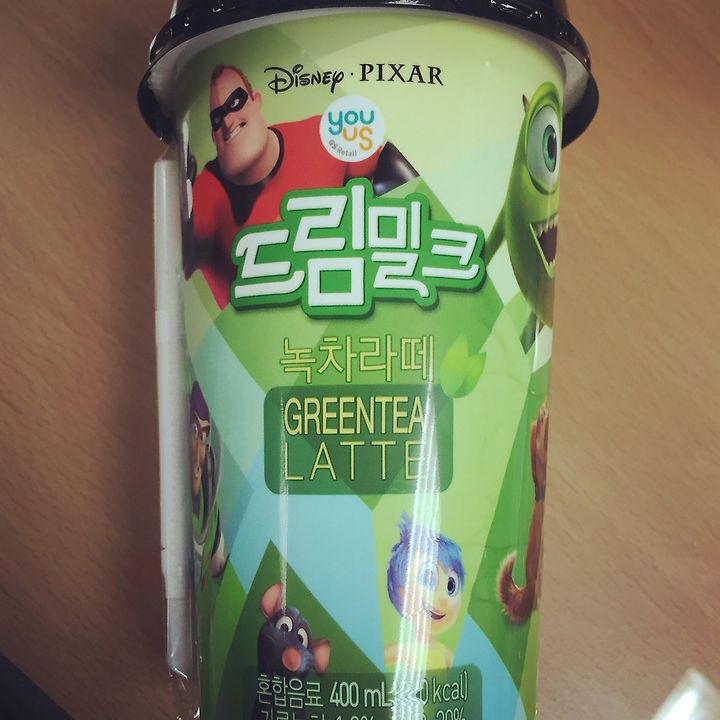 Disney · PIXAR
you
us
GS Retail
드림밀크
녹차라떼
GREENTEA
LATTE
혼합음료 400 mL kcal)